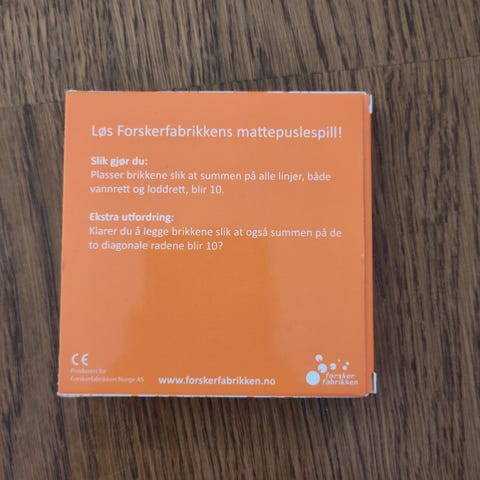 Løs Forskerfabrikkens mattepuslespill!
Slik gjør du:
Plasser brikkene slik at summen på alle linjer, både
vannrett og loddrett, blir 10.
Ekstra utfordring:
Klarer du å legge brikkene slik at også summen på de
to diagonale radene blir 10?
CE
Produsert for
Forskerfabrikken Norge AS
www.forskerfabrikken.no
forsker
fabrikken